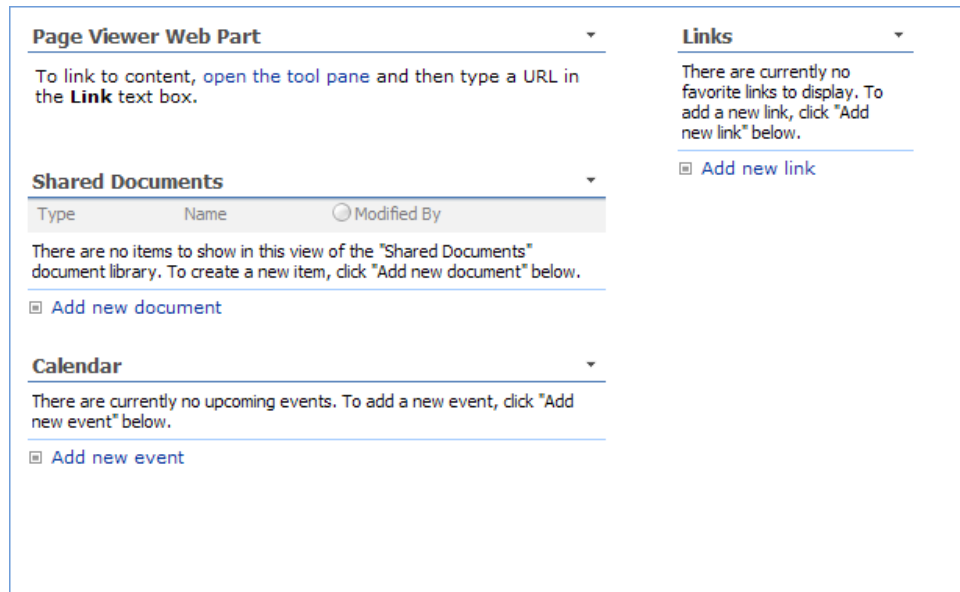 Page Viewer Web Part
To link to content, open the tool pane and then type a URL in
the Link text box.
Shared Documents
Type Name Modified By
There are no items to show in this view of the "Shared Documents"
document library. To create a new item, click "Add new document" below.
Add new document
Calendar
There are currently no upcoming events. To add a new event, click "Add
new event" below.
Add new event
Links
There are currently no
favorite links to display. To
add a new link, click "Add
new link" below.
Add new link